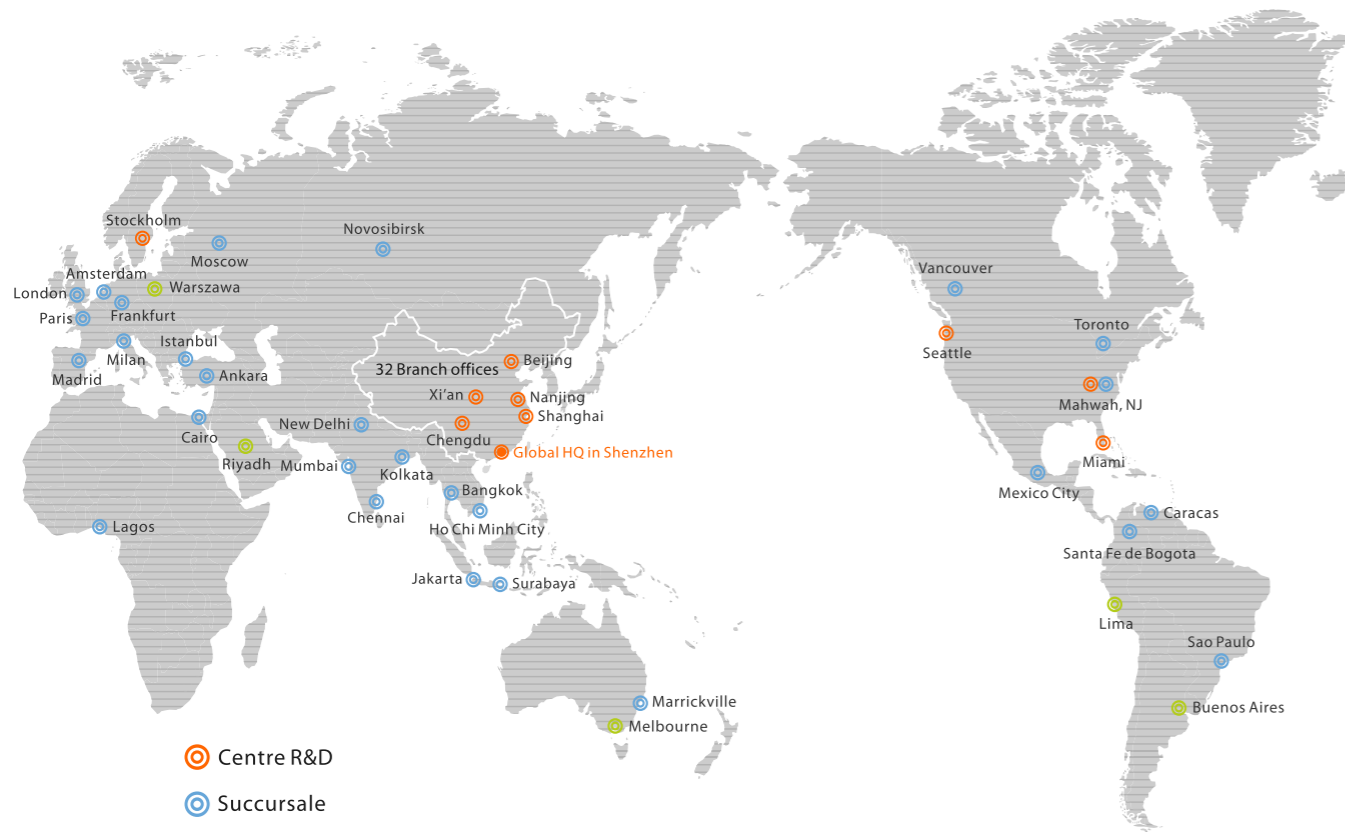 Stockholm
Novosibirsk
Moscow
Amsterdam
Warszawa
London
Frankfurt
Paris
Istanbul
Milan
Ankara
Madrid
Cairo
Riyadh
Lagos
32 Branch offices
Beijing
Xi'an
Nanjing
Shanghai
Chengdu
Global HQ in Shenzhen
New Delhi
Mumbai
Kolkata
Chennai
Bangkok
Ho Chi Minh City
Jakarta
Surabaya
Marrickville
Melbourne
Vancouver
Seattle
Toronto
Mahwah, NJ
Miami
Mexico City
Caracas
Santa Fe de Bogota
Lima
Sao Paulo
Buenos Aires
Centre R&D
Succursale